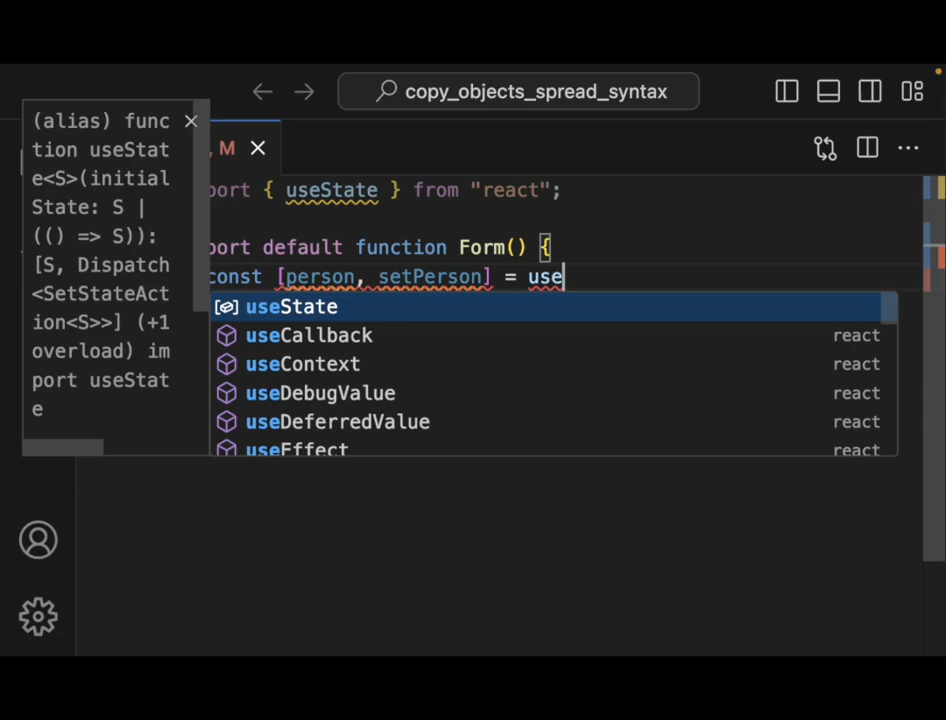 copy_objects_spread_syntax
, M
(alias) func
tion useStat
e<S>(initial
State: S |
(() => S)):
[S, Dispatch
<SetStateAct
ion<S>>] (+1
overload) im
port useStat
e
port { useState } from "react";
port default function Form() {
const [person, setPerson] = use
useState
useCallback react
useContext react
useDebugValue react
useDeferredValue react
useEffect react